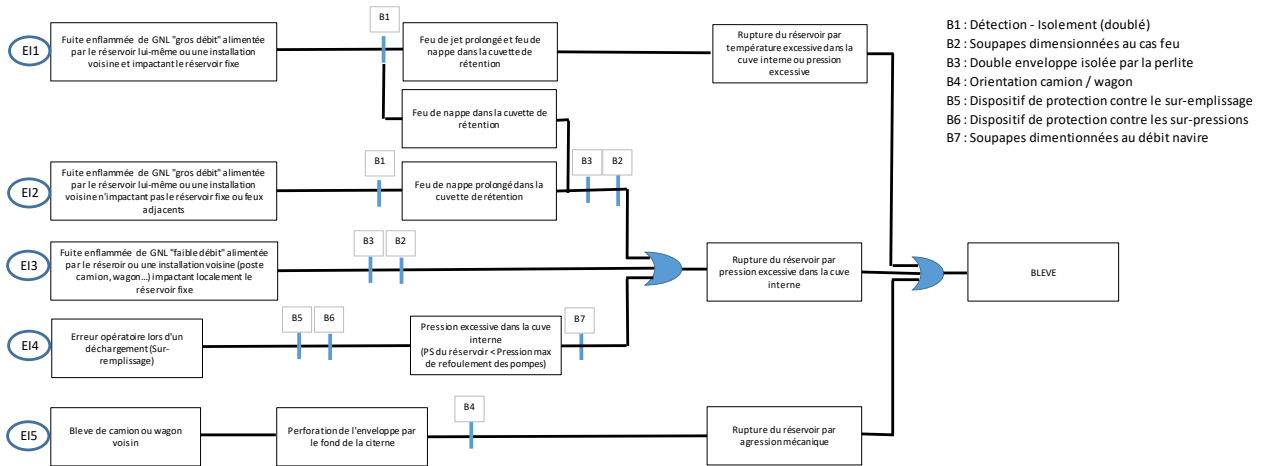 B1
EI1
Fuite enflammée de GNL "gros débit" alimentée
par le réservoir lui-même ou une installation
voisine et impactant le réservoir fixe
Feu de jet prolongé et feu de
nappe dans la cuvette de
rétention
Rupture du réservoir par
température excessive dans la
cuve interne ou pression
excessive
B1 : Détection - Isolement (doublé)
B2 : Soupapes dimensionnées au cas feu
B3 : Double enveloppe isolée par la perlite
B4 : Orientation camion / wagon
B5 : Dispositif de protection contre le sur-emplissage
B6 : Dispositif de protection contre les sur-pressions
B7 : Soupapes dimentionnées au débit navire
Feu de nappe dans la cuvette de
rétention
B1
B3
B2
EI2
Fuite enflammée de GNL "gros débit" alimentée
par le réservoir lui-même ou une installation
voisine n'impactant pas le réservoir fixe ou feux
adjacents
Feu de nappe prolongé dans la
cuvette de rétention
B3
B2
EI3
Fuite enflammée de GNL "faible débit" alimentée
par le réseroir ou une installation voisine (poste
camion, wagon...) impactant localement le
réservoir fixe
Rupture du réservoir par
pression excessive dans la cuve
interne
BLEVE
B5
B6
B7
EI4
Erreur opératoire lors d'un
déchargement (Sur-
remplissage)
Pression excessive dans la cuve
interne
(PS du réservoir < Pression max
de refoulement des pompes)
B4
EI5
Bleve de camion ou wagon
voisin
Perforation de l'enveloppe par
le fond de la citerne
Rupture du réservoir par
agression mécanique